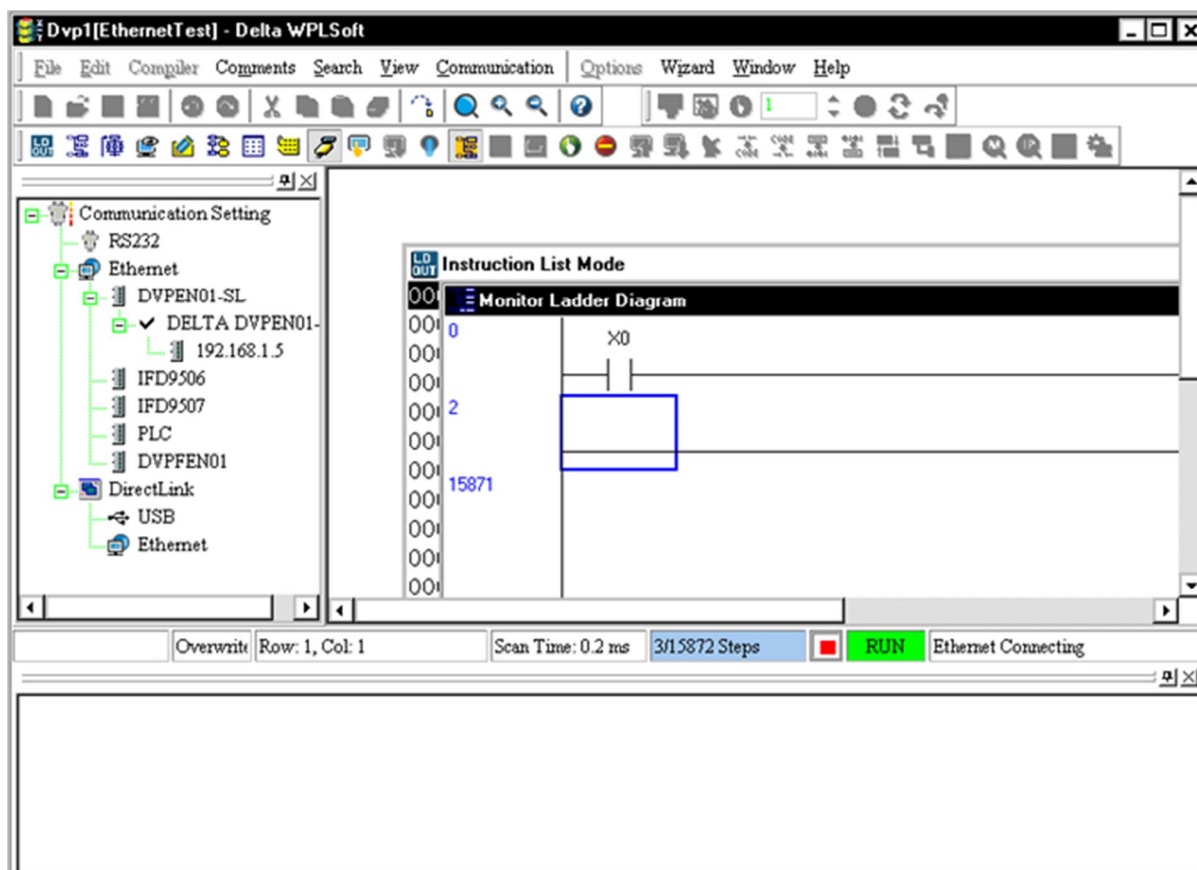 Dvp1[EthernetTest] - Delta WPLSoft
File Edit Compiler Comments Search View Communication Options Wizard Window Help
1
Communication Setting
RS232
Ethernet
DVPEN01-SL
DELTA DVPEN01-
192.168.1.5
IFD9506
IFD9507
PLC
DVPFEN01
DirectLink
USB
Ethernet
Instruction List Mode
Monitor Ladder Diagram
0
X0
2
15871
Overwrite Row: 1, Col: 1 Scan Time: 0.2 ms 3/15872 Steps RUN Ethernet Connecting